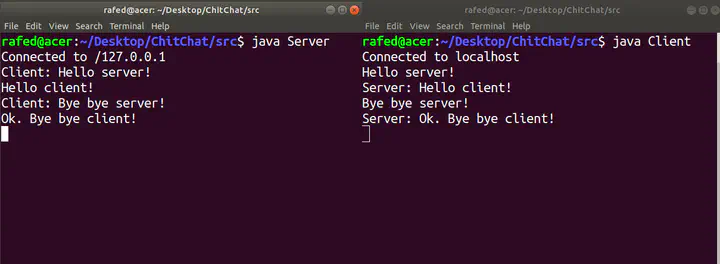 rafed@acer: ~/Desktop/ChitChat/src
File Edit View Search Terminal Help
rafed@acer:~/Desktop/ChitChat/src$ java Server
Connected to /127.0.0.1
Client: Hello server!
Hello client!
Client: Bye bye server!
Ok. Bye bye client!
rafed@acer: ~/Desktop/ChitChat/src
File Edit View Search Terminal Help
rafed@acer:~/Desktop/ChitChat/src$ java Client
Connected to localhost
Hello server!
Server: Hello client!
Bye bye server!
Server: Ok. Bye bye client!